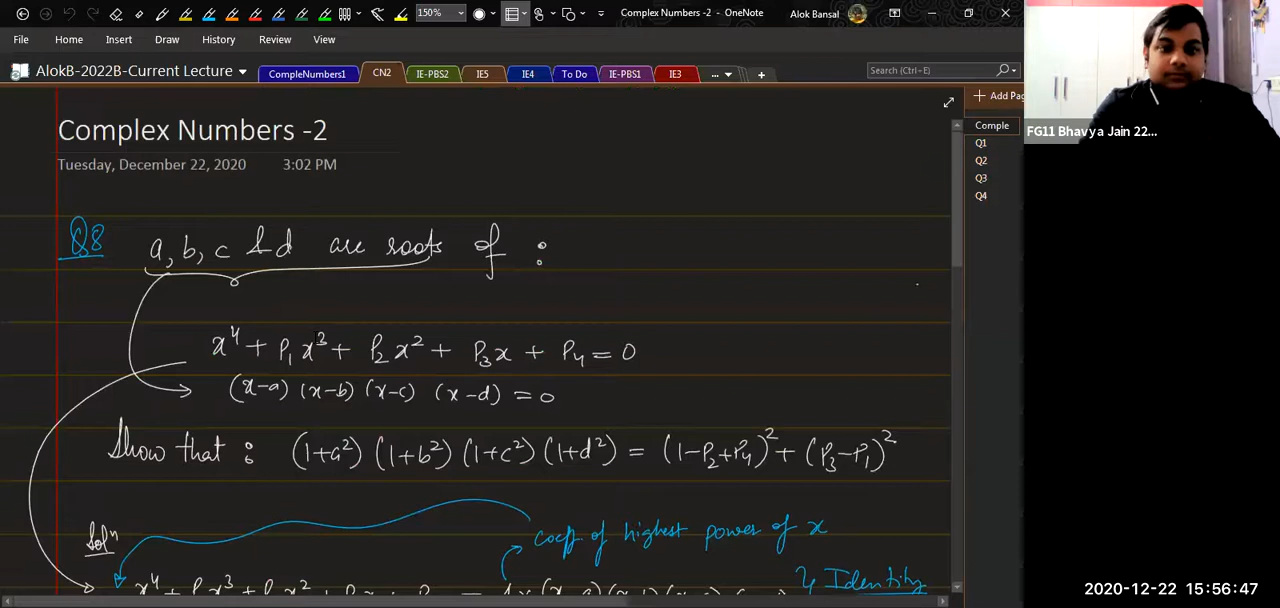 150%
Complex Numbers -2 - OneNote
Alok Bansal
File Home Insert Draw History Review View
AlokB-2022B-Current Lecture CompleNumbers1 CN2 IE-PBS2 IE5 IE4 To Do IE-PBS1 IE3 ... + Search (Ctrl+E)
+ Add Pag
Comple
Q1
Q2
Q3
Q4
FG11 Bhavya Jain 22...
Complex Numbers -2
Tuesday, December 22, 2020 3:02 PM
Q8 a, b, c & d are roots of :
x⁴ + P₁x³ + P₂x² + P₃x + P₄ = 0
(x-a) (x-b) (x-c) (x-d) = 0
Show that : (1+a²) (1+b²) (1+c²) (1+d²) = (1-P₂+P₄)² + (P₃-P₁)²
Solⁿ
coeff of highest power of x
Identity
2020-12-22 15:56:47